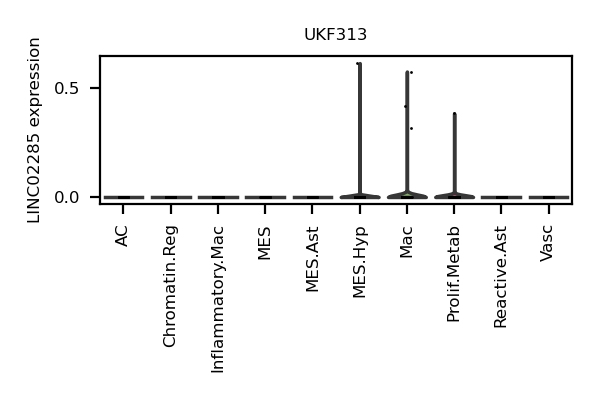 UKF313
LINC02285 expression
0.5
0.0
AC
Chromatin.Reg
Inflammatory.Mac
MES
MES.Ast
MES.Hyp
Mac
Prolif.Metab
Reactive.Ast
Vasc